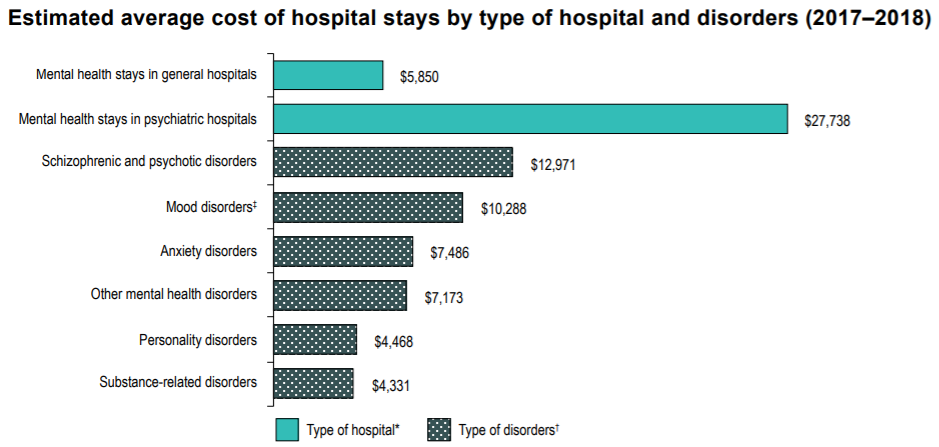 Estimated average cost of hospital stays by type of hospital and disorders (2017–2018)
Mental health stays in general hospitals $5,850
Mental health stays in psychiatric hospitals $27,738
Schizophrenic and psychotic disorders $12,971
Mood disorders‡ $10,288
Anxiety disorders $7,486
Other mental health disorders $7,173
Personality disorders $4,468
Substance-related disorders $4,331
Type of hospital* Type of disorders†